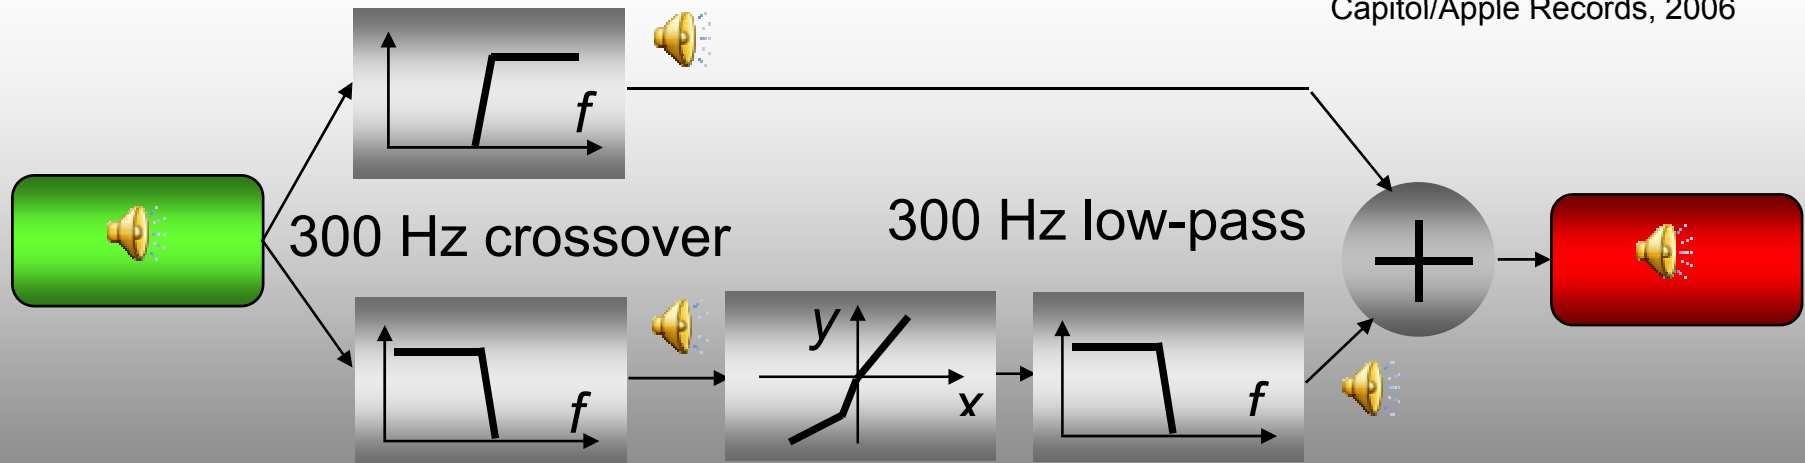 Capitol/Apple Records, 2006
f
300 Hz crossover
300 Hz low-pass
f
y
x
f